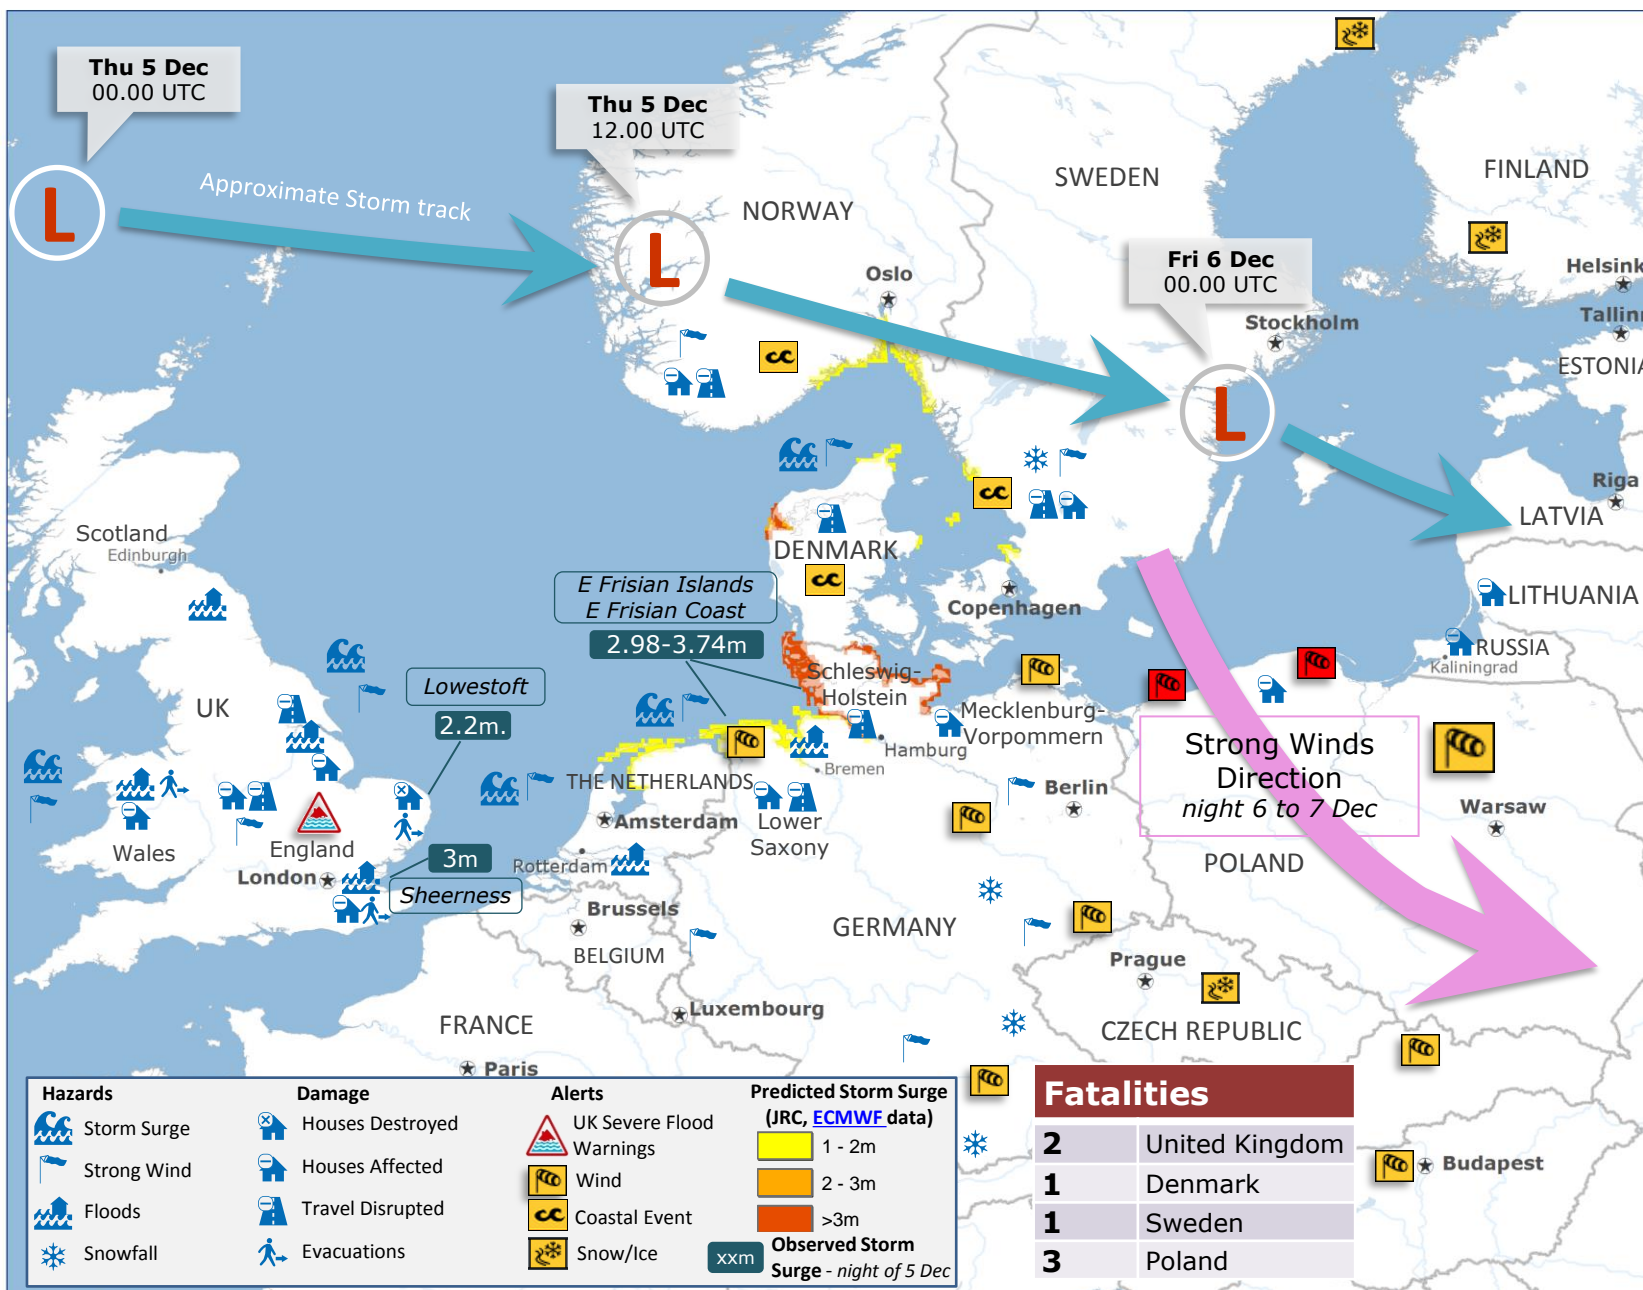 Thu 5 Dec
00.00 UTC
Thu 5 Dec
12.00 UTC
Approximate Storm track
L
L
NORWAY
SWEDEN
FINLAND
Oslo
Fri 6 Dec
00.00 UTC
Helsink
Stockholm
Tallinn
ESTONIA
L
Riga
LATVIA
Scotland
Edinburgh
DENMARK
E Frisian Islands
E Frisian Coast
2.98-3.74m
Copenhagen
LITHUANIA
RUSSIA
Kaliningrad
Lowestoft
2.2m.
UK
Schleswig-
Holstein
Mecklenburg-
Vorpommern
Hamburg
Bremen
THE NETHERLANDS
Strong Winds
Direction
night 6 to 7 Dec
Berlin
Warsaw
Amsterdam
Lower
Saxony
Wales
England
London
3m
Sheerness
Rotterdam
POLAND
Brussels
BELGIUM
GERMANY
Prague
Luxembourg
FRANCE
CZECH REPUBLIC
Paris
Budapest
Hazards
Storm Surge
Strong Wind
Floods
Snowfall
Damage
Houses Destroyed
Houses Affected
Travel Disrupted
Evacuations
Alerts
UK Severe Flood
Warnings
Wind
Coastal Event
Snow/Ice
Predicted Storm Surge
(JRC, ECMWF data)
1 - 2m
2 - 3m
>3m
xxm Observed Storm
Surge - night of 5 Dec
Fatalities
2 United Kingdom
1 Denmark
1 Sweden
3 Poland